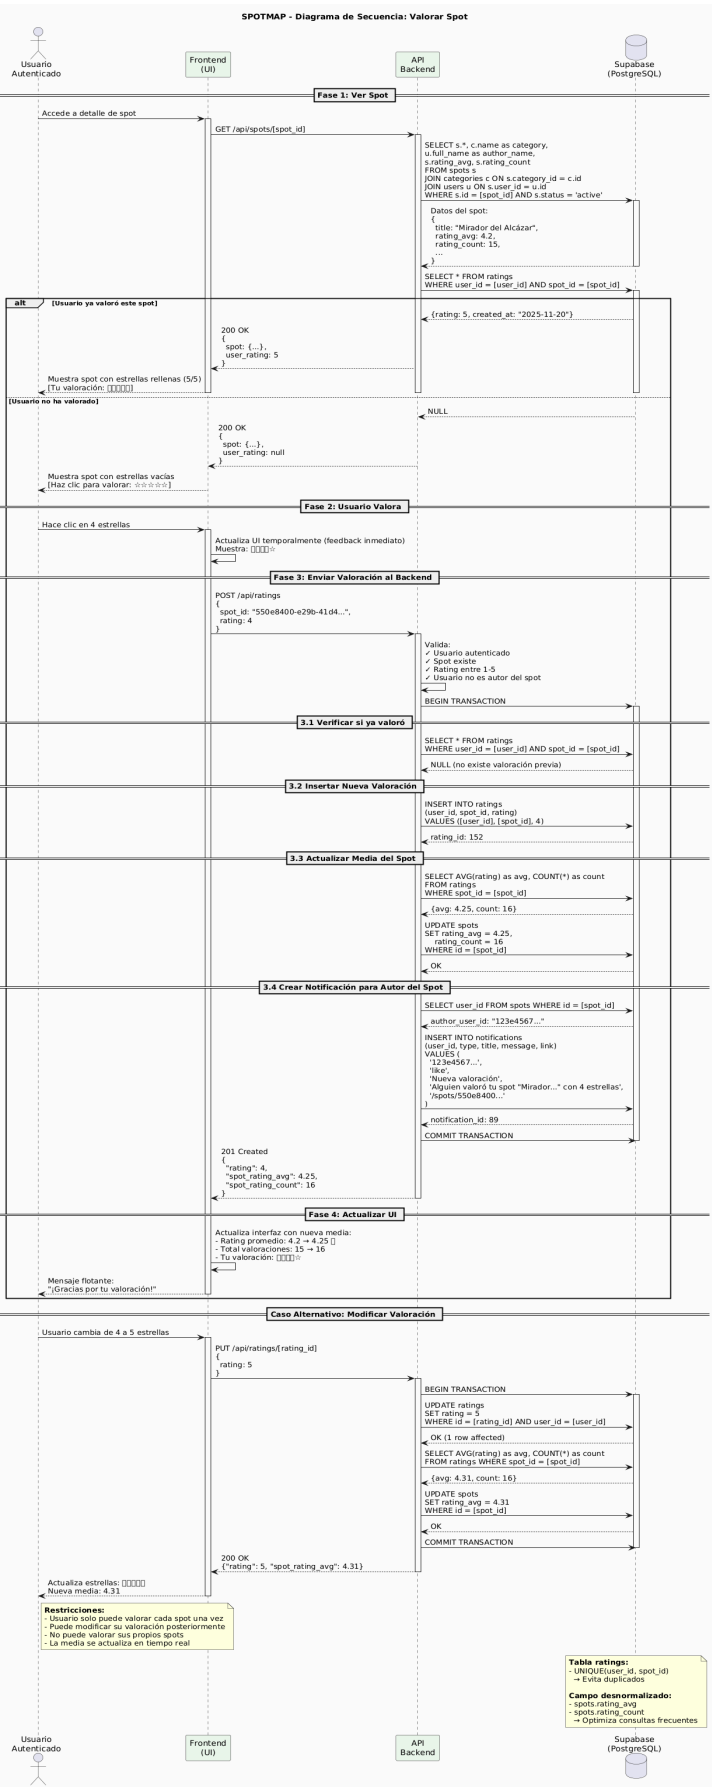 SPOTMAP - Diagrama de Secuencia: Valorar Spot
Usuario
Autenticado
Frontend
(UI)
API
Backend
Supabase
(PostgreSQL)
Fase 1: Ver Spot
Accede a detalle de spot
GET /api/spots/[spot_id]
SELECT s.*, c.name as category,
u.full_name as author_name,
s.rating_avg, s.rating_count
FROM spots s
JOIN categories c ON s.category_id = c.id
JOIN users u ON s.user_id = u.id
WHERE s.id = [spot_id] AND s.status = 'active'
Datos del spot:
{
title: "Mirador del Alcázar",
rating_avg: 4.2,
rating_count: 15,
...
}
SELECT * FROM ratings
WHERE user_id = [user_id] AND spot_id = [spot_id]
alt [Usuario ya valoró este spot]
{rating: 5, created_at: "2025-11-20"}
200 OK
{
spot: {...},
user_rating: 5
}
Muestra spot con estrellas rellenas (5/5)
[Tu valoración: ▯▯▯▯▯]
[Usuario no ha valorado]
NULL
200 OK
{
spot: {...},
user_rating: null
}
Muestra spot con estrellas vacías
[Haz clic para valorar: ☆☆☆☆☆]
Fase 2: Usuario Valora
Hace clic en 4 estrellas
Actualiza UI temporalmente (feedback inmediato)
Muestra: ▯▯▯▯☆
Fase 3: Enviar Valoración al Backend
POST /api/ratings
{
spot_id: "550e8400-e29b-41d4...",
rating: 4
}
Valida:
✓ Usuario autenticado
✓ Spot existe
✓ Rating entre 1-5
✓ Usuario no es autor del spot
BEGIN TRANSACTION
3.1 Verificar si ya valoró
SELECT * FROM ratings
WHERE user_id = [user_id] AND spot_id = [spot_id]
NULL (no existe valoración previa)
3.2 Insertar Nueva Valoración
INSERT INTO ratings
(user_id, spot_id, rating)
VALUES ([user_id], [spot_id], 4)
rating_id: 152
3.3 Actualizar Media del Spot
SELECT AVG(rating) as avg, COUNT(*) as count
FROM ratings
WHERE spot_id = [spot_id]
{avg: 4.25, count: 16}
UPDATE spots
SET rating_avg = 4.25,
rating_count = 16
WHERE id = [spot_id]
OK
3.4 Crear Notificación para Autor del Spot
SELECT user_id FROM spots WHERE id = [spot_id]
author_user_id: "123e4567..."
INSERT INTO notifications
(user_id, type, title, message, link)
VALUES (
'123e4567...',
'like',
'Nueva valoración',
'Alguien valoró tu spot "Mirador..." con 4 estrellas',
'/spots/550e8400...'
)
notification_id: 89
COMMIT TRANSACTION
201 Created
{
"rating": 4,
"spot_rating_avg": 4.25,
"spot_rating_count": 16
}
Fase 4: Actualizar UI
Actualiza interfaz con nueva media:
- Rating promedio: 4.2 → 4.25 ▯
- Total valoraciones: 15 → 16
- Tu valoración: ▯▯▯▯☆
Mensaje flotante:
"¡Gracias por tu valoración!"
Caso Alternativo: Modificar Valoración
Usuario cambia de 4 a 5 estrellas
PUT /api/ratings/[rating_id]
{
rating: 5
}
BEGIN TRANSACTION
UPDATE ratings
SET rating = 5
WHERE id = [rating_id] AND user_id = [user_id]
OK (1 row affected)
SELECT AVG(rating) as avg, COUNT(*) as count
FROM ratings WHERE spot_id = [spot_id]
{avg: 4.31, count: 16}
UPDATE spots
SET rating_avg = 4.31
WHERE id = [spot_id]
OK
COMMIT TRANSACTION
200 OK
{"rating": 5, "spot_rating_avg": 4.31}
Actualiza estrellas: ▯▯▯▯▯
Nueva media: 4.31
Restricciones:
- Usuario solo puede valorar cada spot una vez
- Puede modificar su valoración posteriormente
- No puede valorar sus propios spots
- La media se actualiza en tiempo real
Tabla ratings:
- UNIQUE(user_id, spot_id)
→ Evita duplicados
Campo desnormalizado:
- spots.rating_avg
- spots.rating_count
→ Optimiza consultas frecuentes
Usuario
Autenticado
Frontend
(UI)
API
Backend
Supabase
(PostgreSQL)